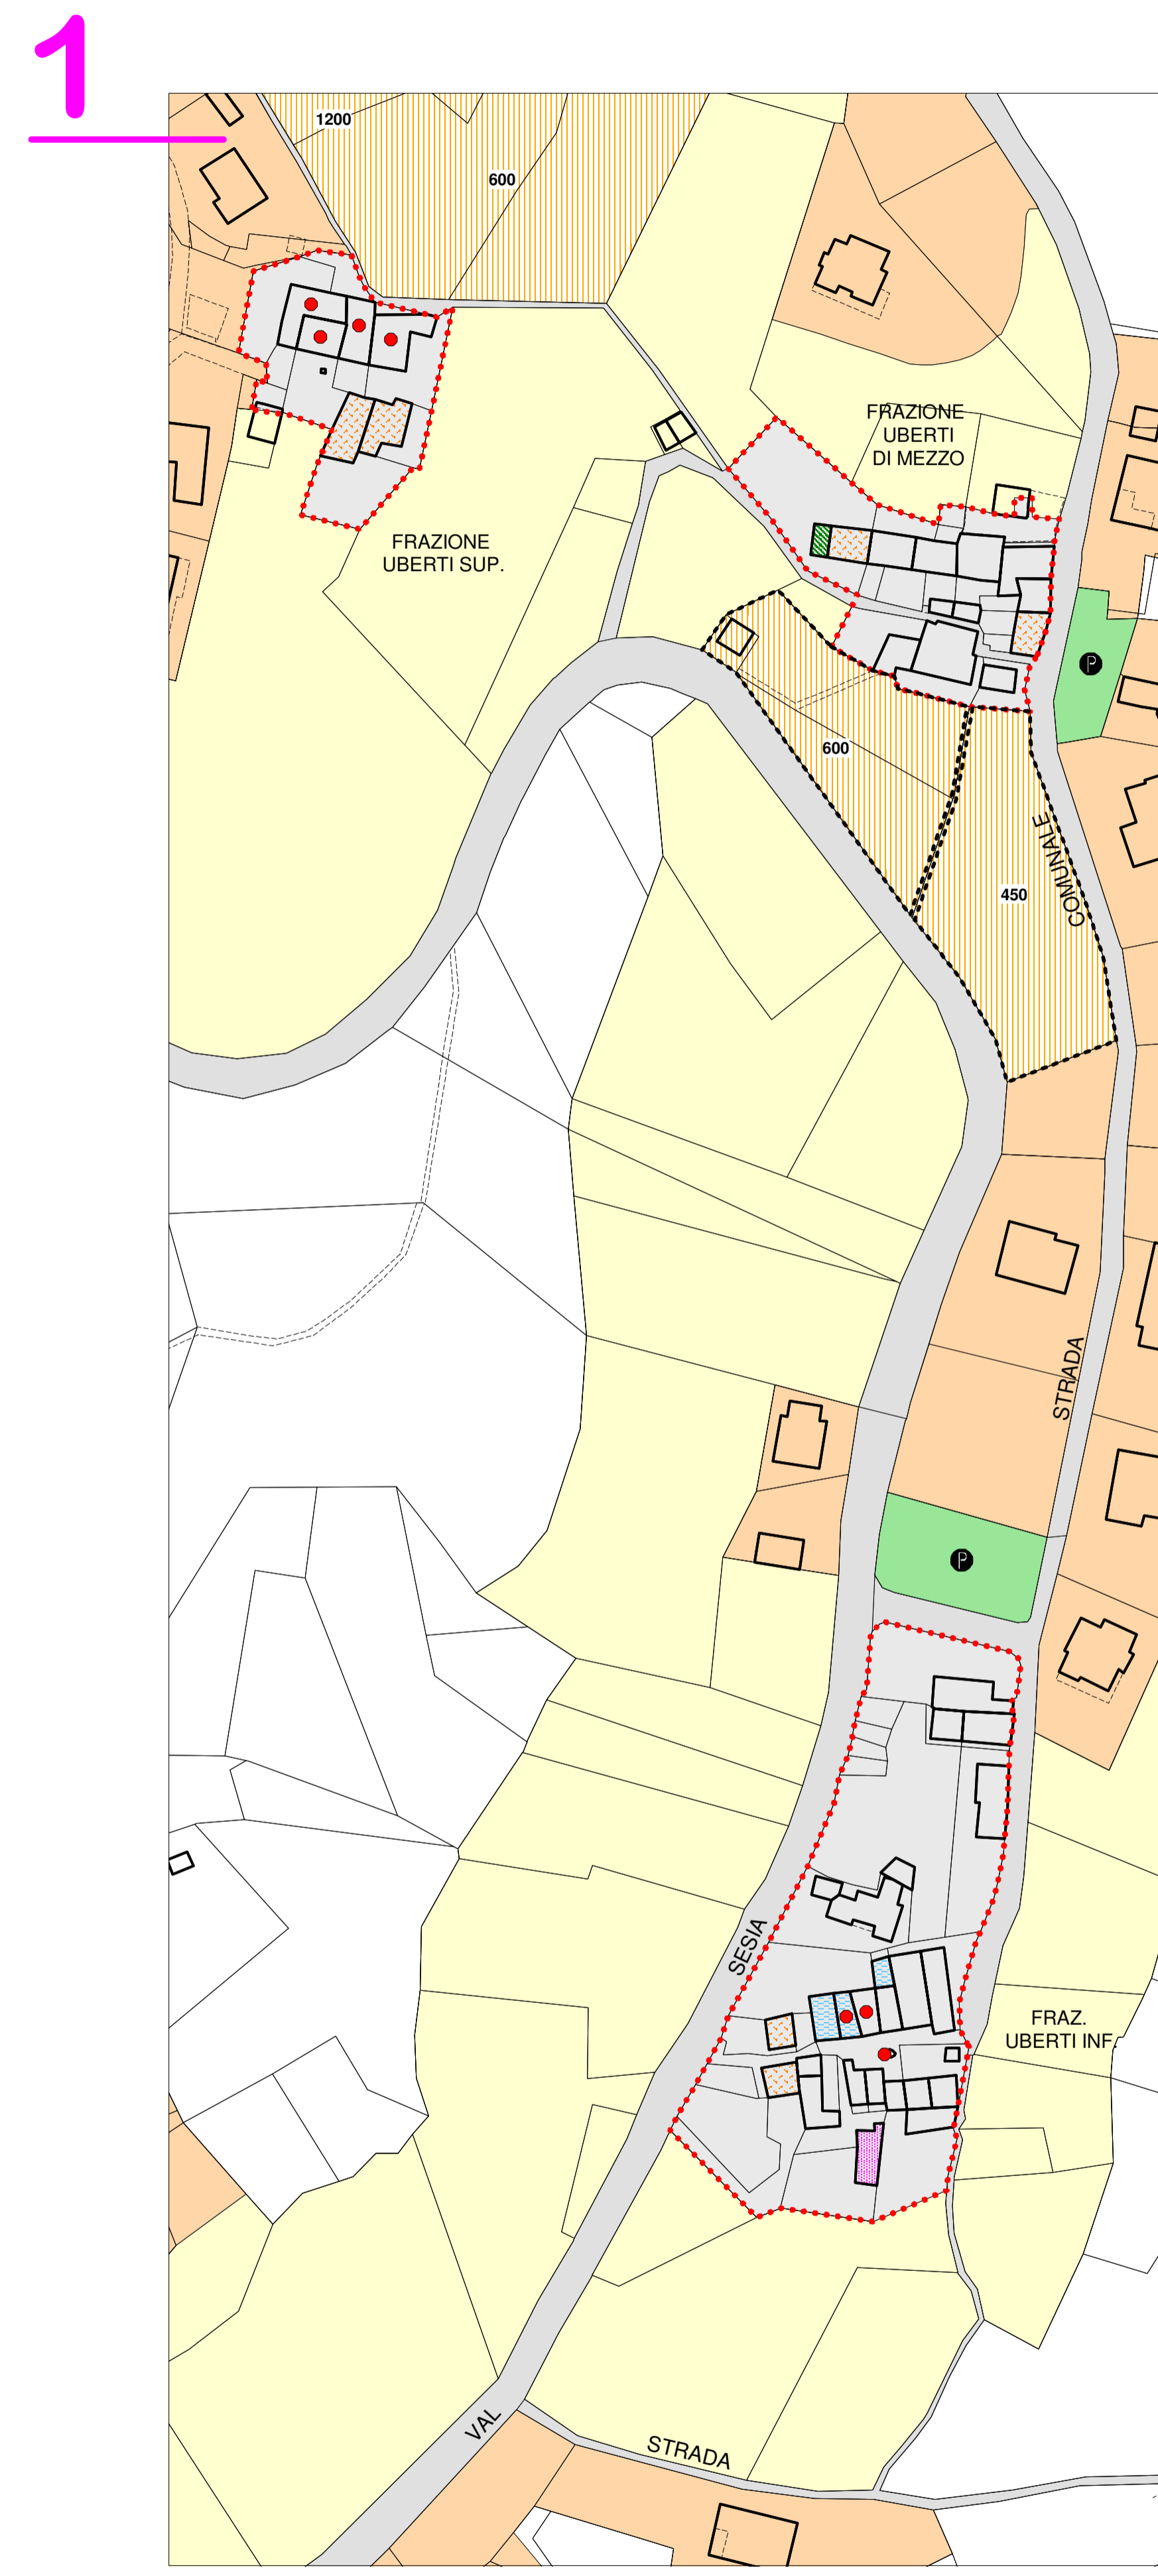 1
1200
600
FRAZIONE
UBERTI
DI MEZZO
FRAZIONE
UBERTI SUP.
P
600
COMUNALE
450
STRADA
P
SESIA
FRAZ.
UBERTI INF.
VAL
STRADA